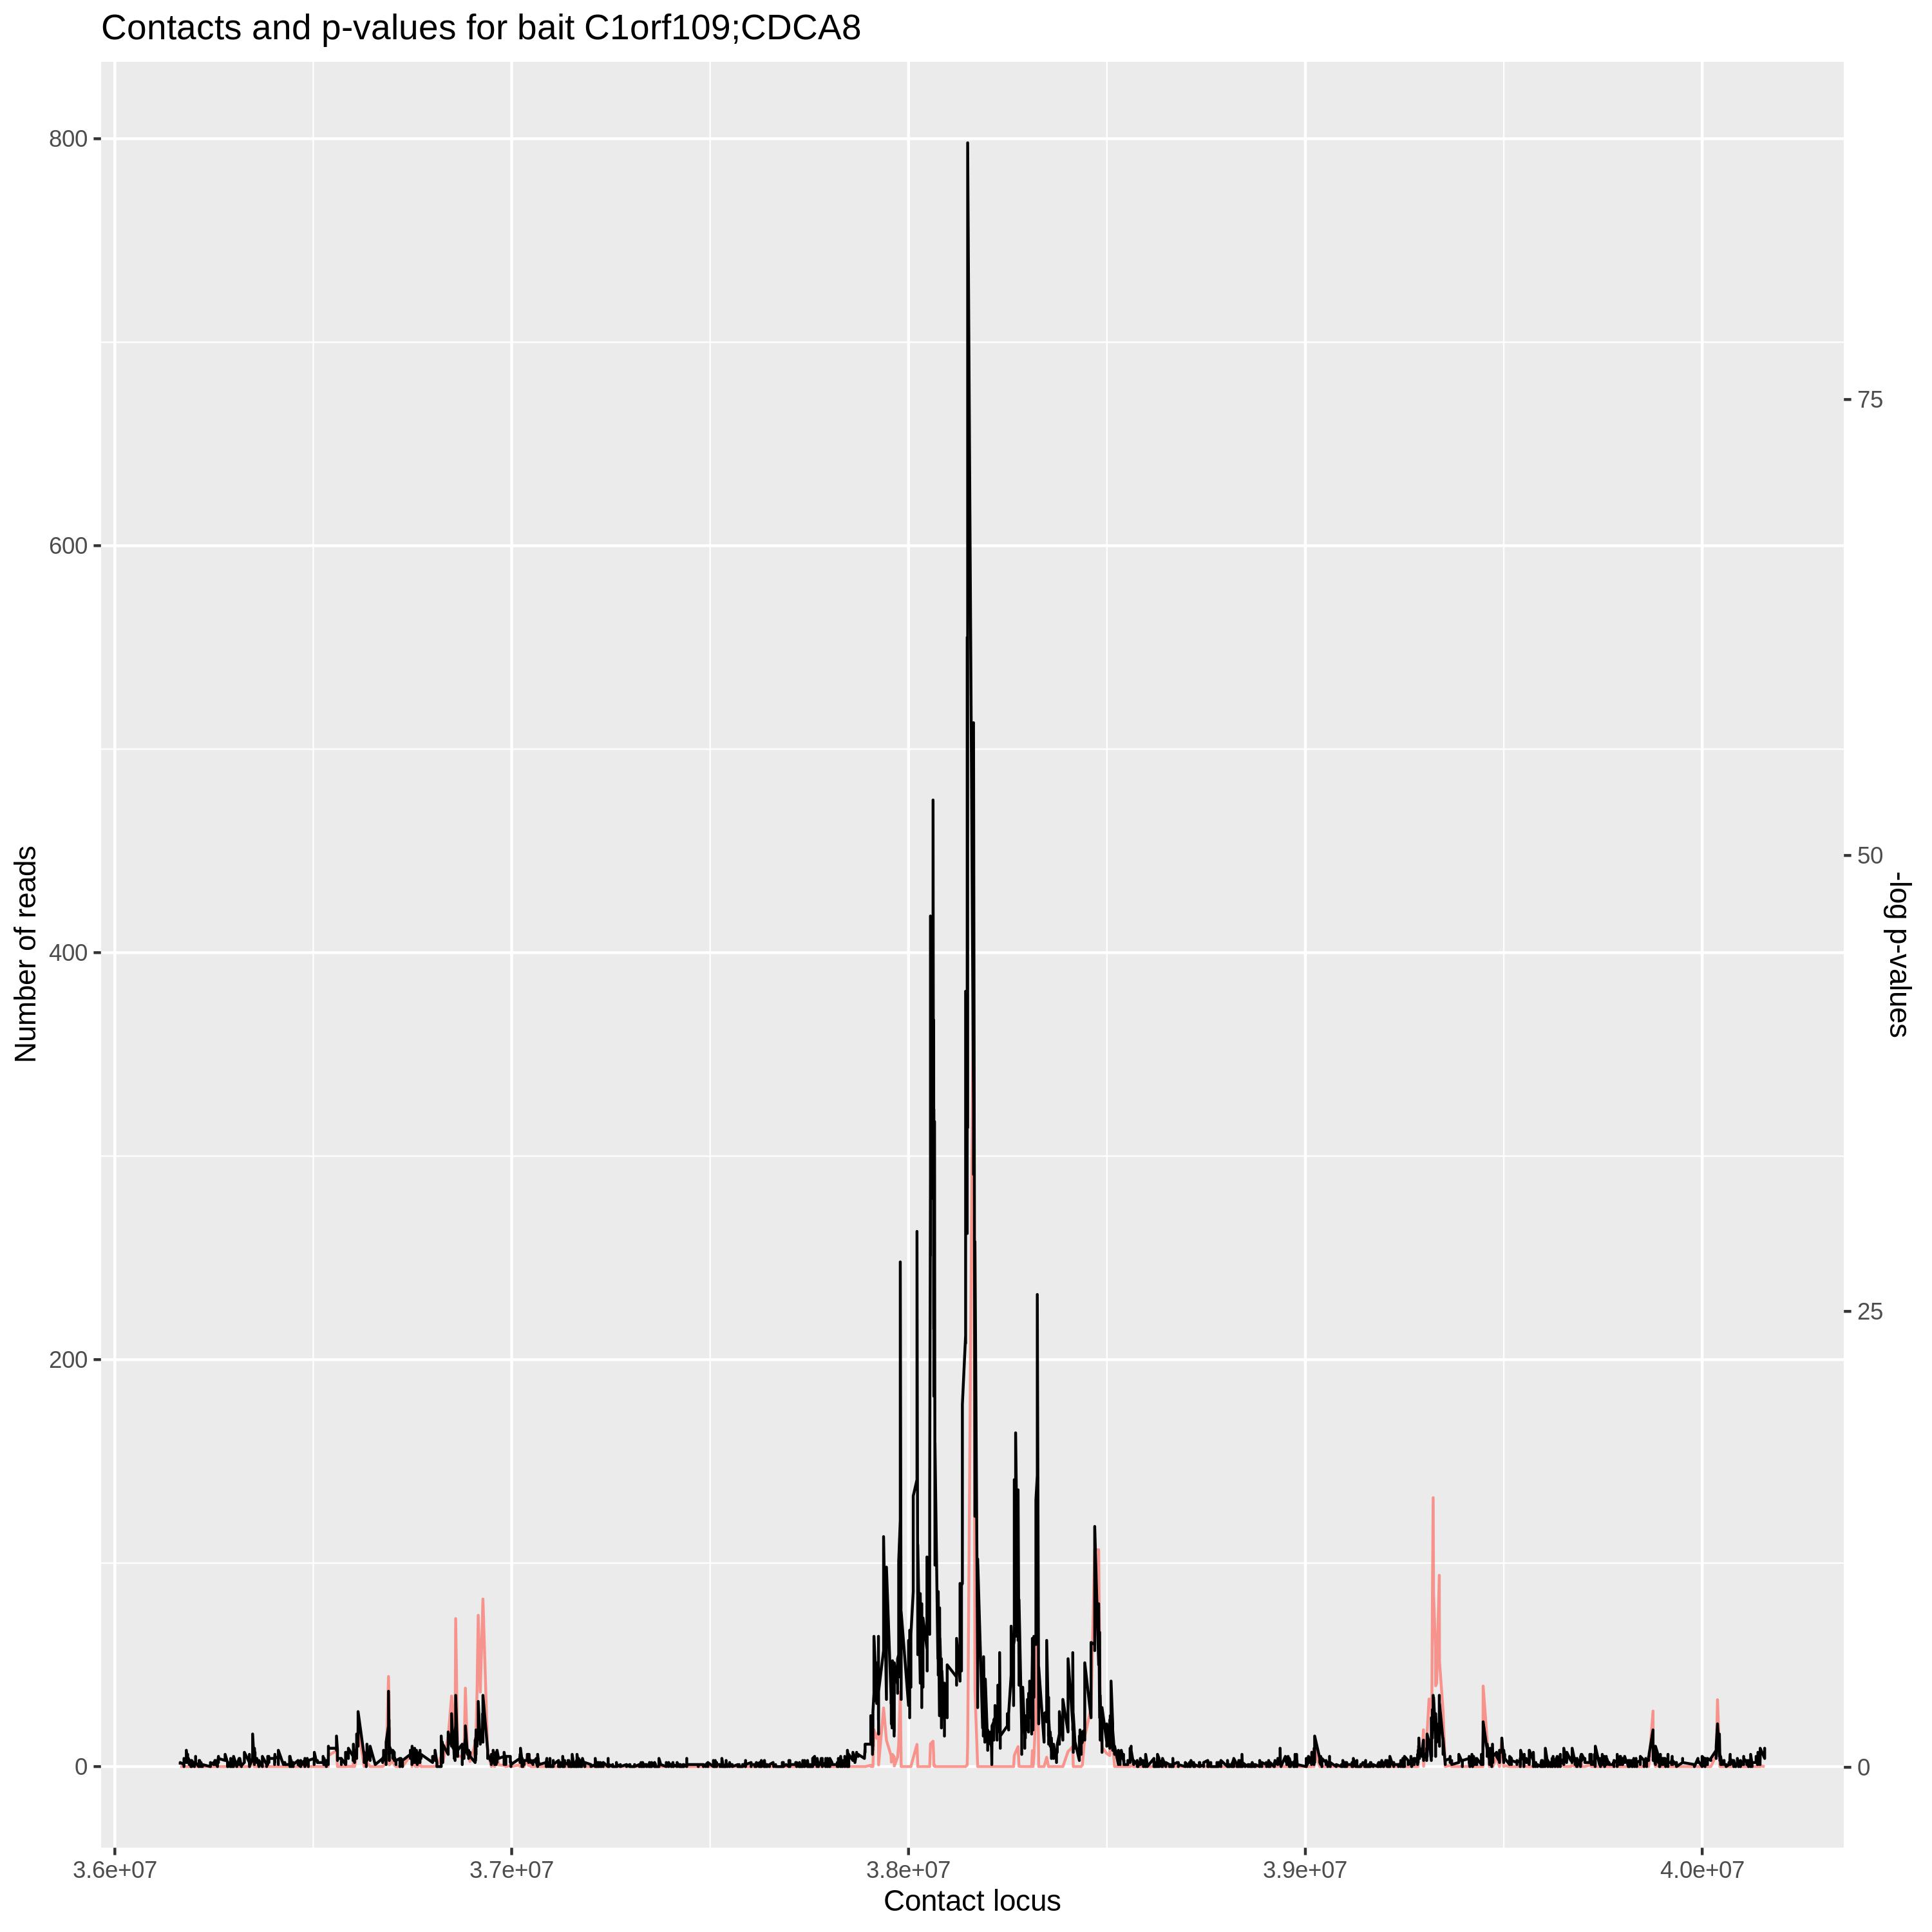 Contacts and p-values for bait C1orf109;CDCA8
800
600
400
200
0
Number of reads
75
50
25
0
-log p-values
3.6e+07
3.7e+07
3.8e+07
3.9e+07
4.0e+07
Contact locus